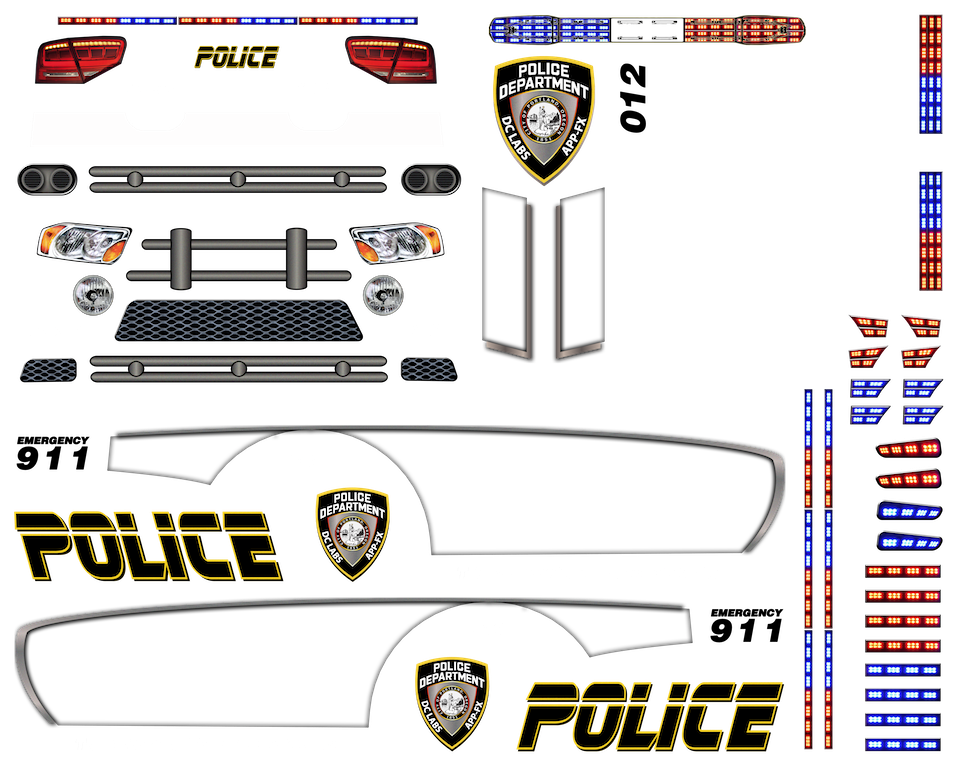 POLICE
POLICE
DEPARTMENT
CITY OF PORTLAND, OREGON
1851
DC LABS
APP-FX
012
EMERGENCY
911
POLICE
POLICE
DEPARTMENT
DC LABS
APP-FX
EMERGENCY
911
POLICE
DEPARTMENT
DC LABS
APP-FX
POLICE